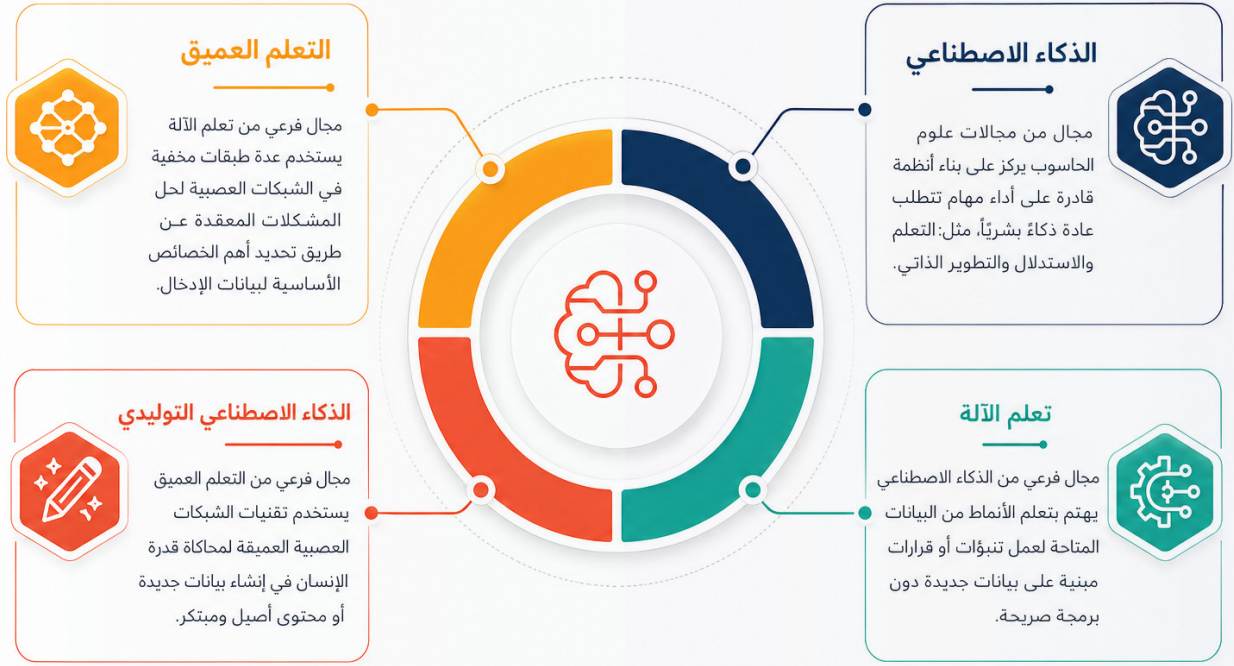 الذكاء الاصطناعي
مجال من مجالات علوم
الحاسوب يركز على بناء أنظمة
قادرة على أداء مهام تتطلب
عادة ذكاءً بشريًا، مثل: التعلم
والاستدلال والتطوير الذاتي.
تعلم الآلة
مجال فرعي من الذكاء الاصطناعي
يهتم بتعلم الأنماط من البيانات
المتاحة لعمل تنبؤات أو قرارات
مبنية على بيانات جديدة دون
برمجة صريحة.
التعلم العميق
مجال فرعي من تعلم الآلة
يستخدم عدة طبقات مخفية
في الشبكات العصبية لحل
المشكلات المعقدة عن
طريق تحديد أهم الخصائص
الأساسية لبيانات الإدخال.
الذكاء الاصطناعي التوليدي
مجال فرعي من التعلم العميق
يستخدم تقنيات الشبكات
العصبية العميقة لمحاكاة قدرة
الإنسان في إنشاء بيانات جديدة
أو محتوى أصيل ومبتكر.